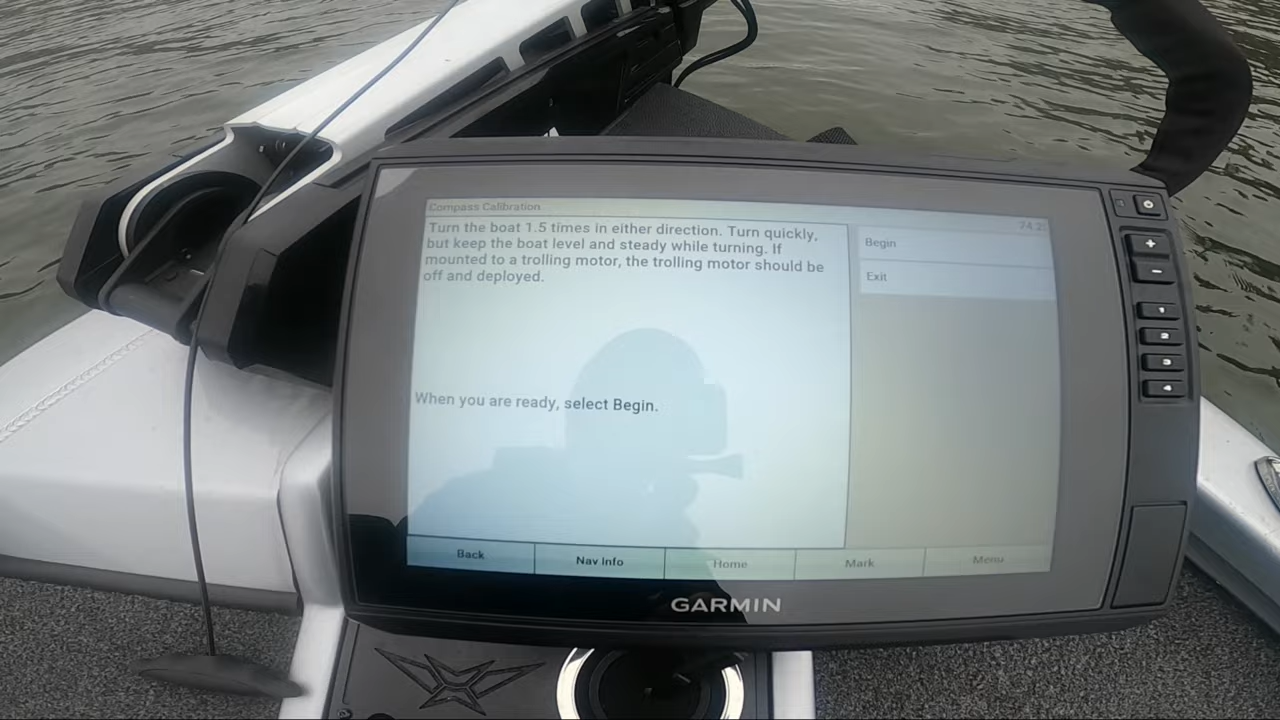 Compass Calibration
Turn the boat 1.5 times in either direction. Turn quickly,
but keep the boat level and steady while turning. If
mounted to a trolling motor, the trolling motor should be
off and deployed.
When you are ready, select Begin.
Begin
Exit
Back
Nav Info
Home
Mark
Menu
GARMIN